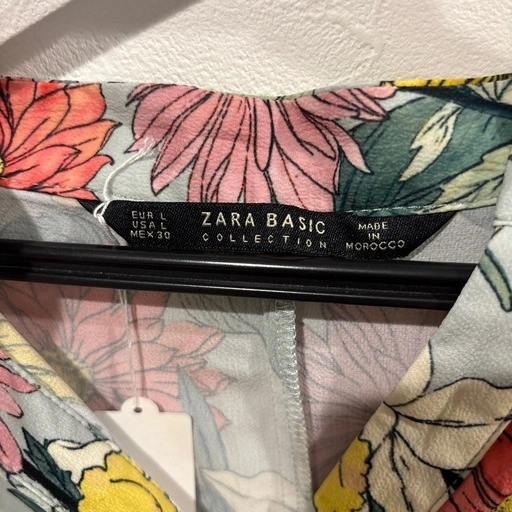 EUR L
USA L
MEX 30
ZARA BASIC
COLLECTION
MADE
IN
MOROCCO